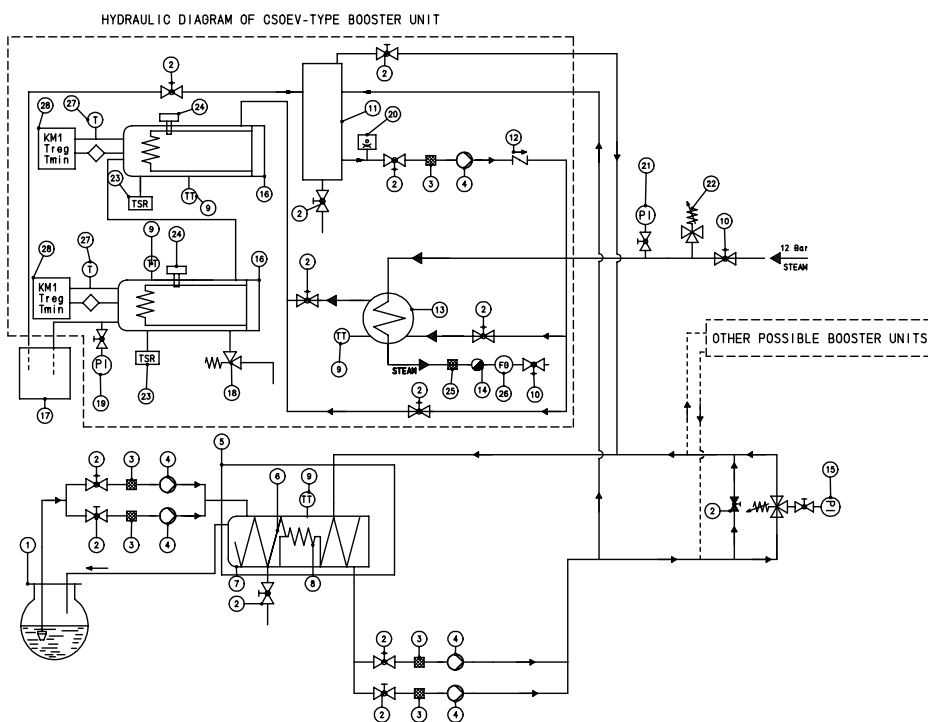 HYDRAULIC DIAGRAM OF CSOEV-TYPE BOOSTER UNIT
2
2
28
27
24
T
KM1
Treg
Tmin
11
20
12
21
22
2
3
4
23
TSR
TT
9
16
2
PI
10
12 Bar
STEAM
9
24
16
28
27
T
TT
KM1
Treg
Tmin
2
13
2
TT
9
OTHER POSSIBLE BOOSTER UNITS
STEAM
25
14
FG
26
10
PI
19
TSR
23
18
17
2
5
2
3
4
6
9
TT
15
2
PI
2
3
4
1
7
8
2
2
3
4
2
3
4